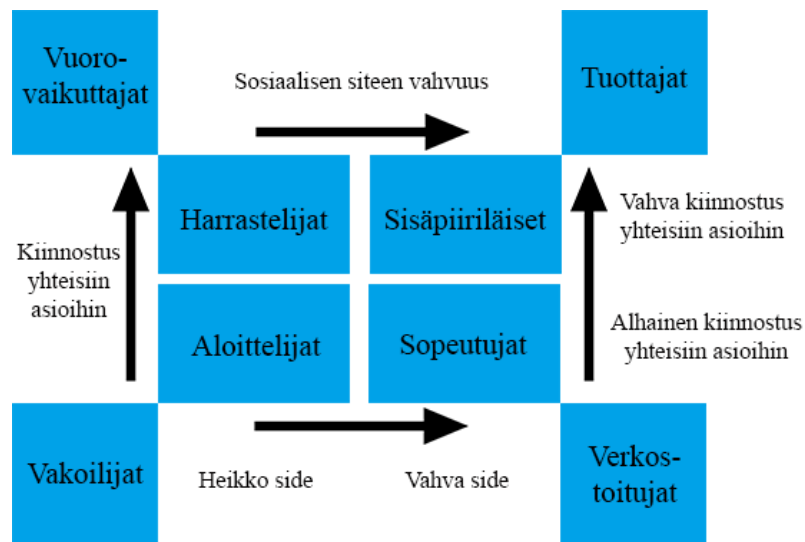 Vuoro-
vaikuttajat
Sosiaalisen siteen vahvuus
Tuottajat
Harrastelijat
Sisäpiiriläiset
Vahva kiinnostus
yhteisiin asioihin
Kiinnostus
yhteisiin
asioihin
Aloittelijat
Sopeutujat
Alhainen kiinnostus
yhteisiin asioihin
Vakoilijat
Heikko side
Vahva side
Verkos-
toitujat